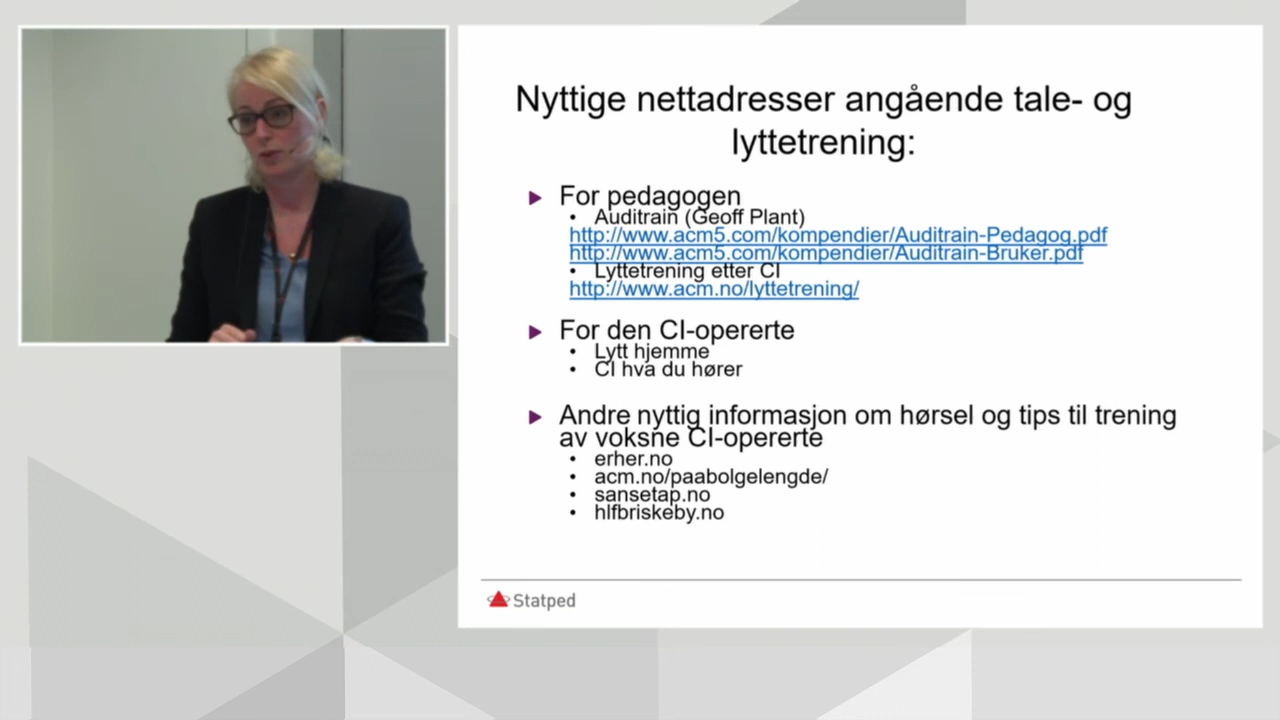 Nyttige nettadresser angående tale- og
lyttetrening:
For pedagogen
• Auditrain (Geoff Plant)
http://www.acm5.com/kompendier/Auditrain-Pedagog.pdf
http://www.acm5.com/kompendier/Auditrain-Bruker.pdf
• Lyttetrening etter CI
http://www.acm.no/lyttetrening/
For den CI-opererte
• Lytt hjemme
• CI hva du hører
Andre nyttig informasjon om hørsel og tips til trening
av voksne CI-opererte
• erher.no
• acm.no/paabolgelengde/
• sansetap.no
• hlfbriskeby.no
Statped